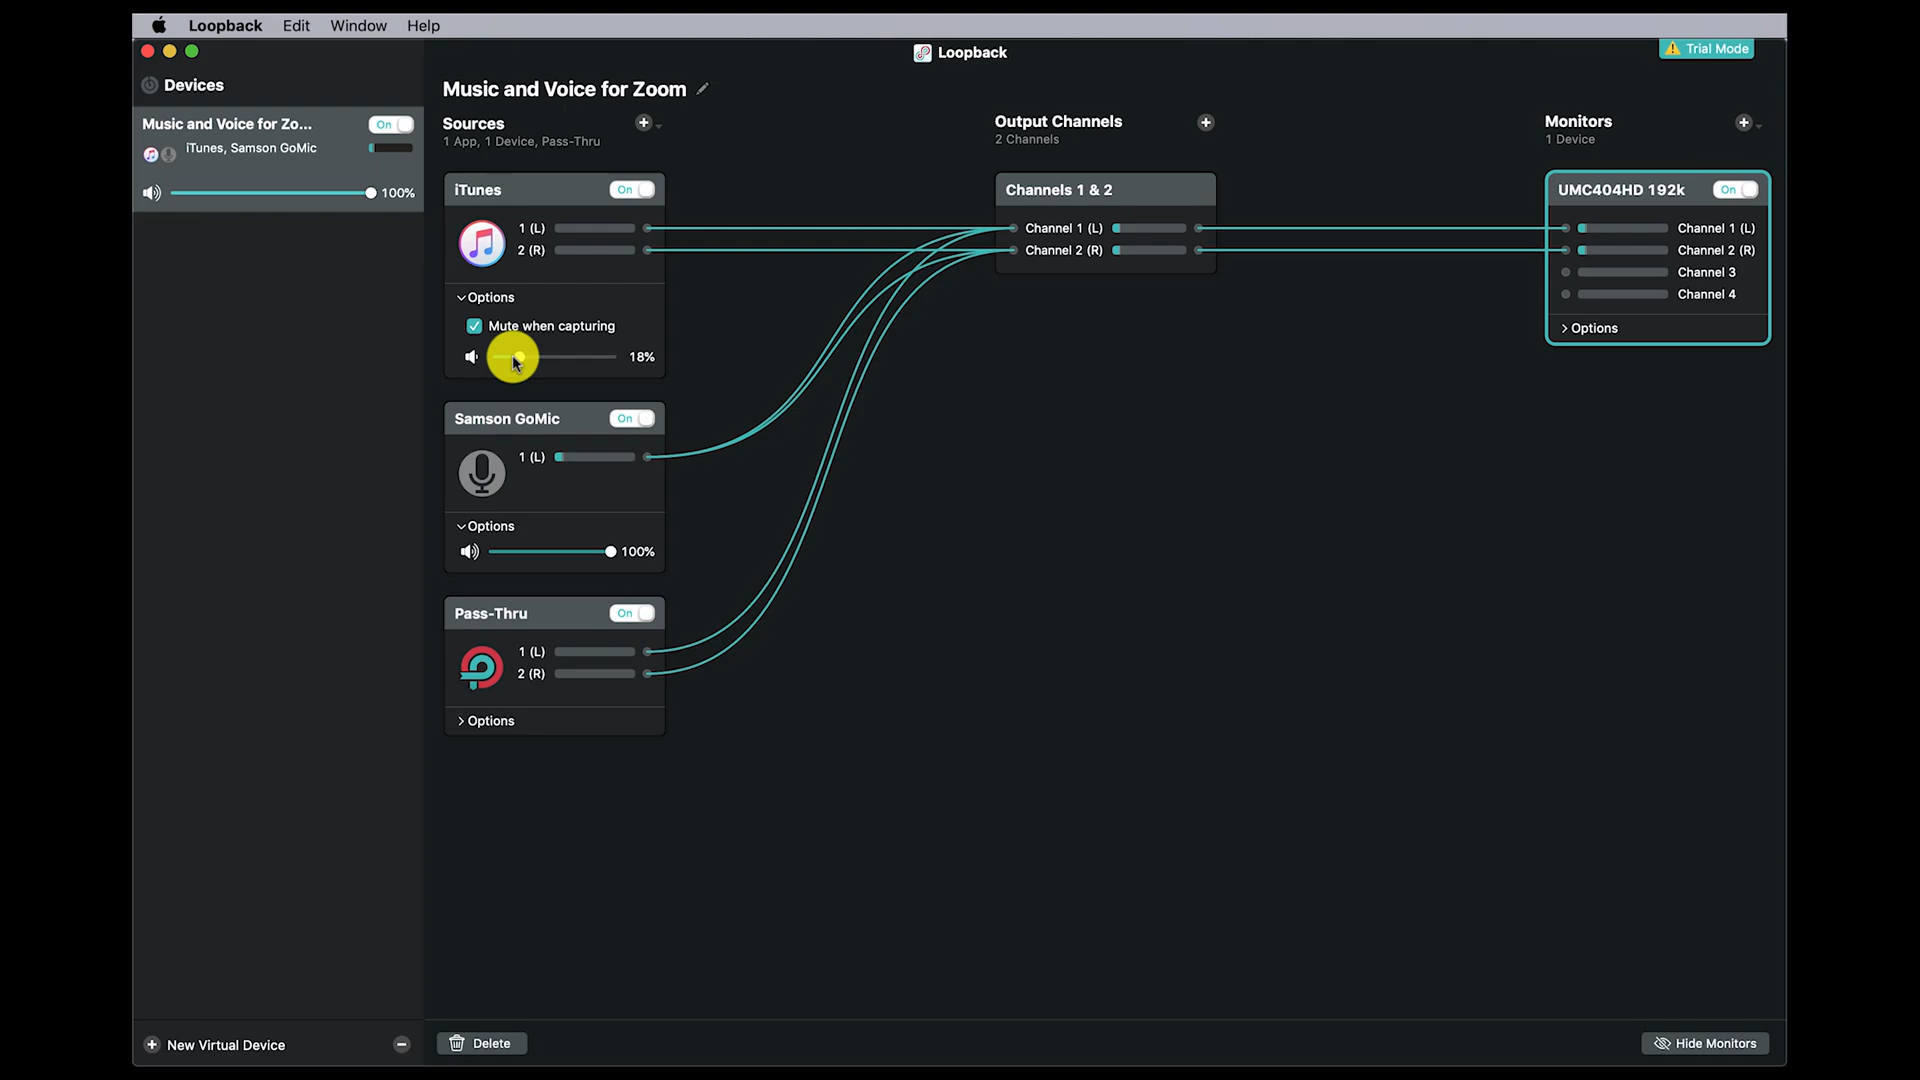 Loopback Edit Window Help
Loopback
Trial Mode
Devices
Music and Voice for Zo... On
iTunes, Samson GoMic
100%
Music and Voice for Zoom
Sources
1 App, 1 Device, Pass-Thru
Output Channels
2 Channels
Monitors
1 Device
iTunes On
1 (L)
2 (R)
Options
Mute when capturing
18%
Samson GoMic On
1 (L)
Options
100%
Pass-Thru On
1 (L)
2 (R)
Options
Channels 1 & 2
Channel 1 (L)
Channel 2 (R)
UMC404HD 192k On
Channel 1 (L)
Channel 2 (R)
Channel 3
Channel 4
Options
New Virtual Device
Delete
Hide Monitors